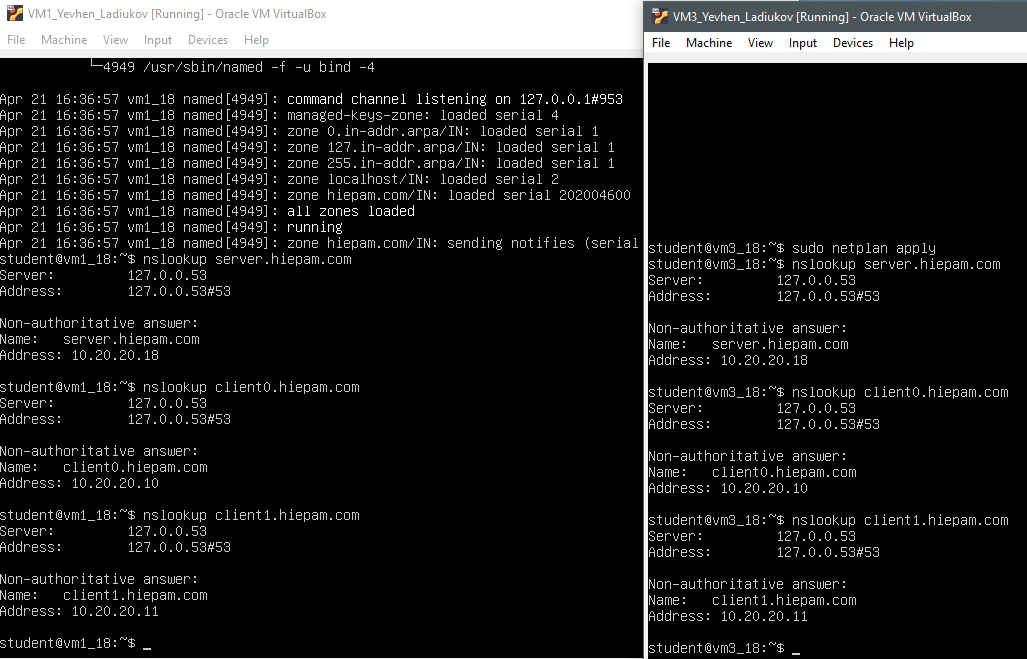 VM1_Yevhen_Ladiukov [Running] - Oracle VM VirtualBox
File Machine View Input Devices Help
└─4949 /usr/sbin/named -f -u bind -4
Apr 21 16:36:57 vm1_18 named[4949]: command channel listening on 127.0.0.1#953
Apr 21 16:36:57 vm1_18 named[4949]: managed-keys-zone: loaded serial 4
Apr 21 16:36:57 vm1_18 named[4949]: zone 0.in-addr.arpa/IN: loaded serial 1
Apr 21 16:36:57 vm1_18 named[4949]: zone 127.in-addr.arpa/IN: loaded serial 1
Apr 21 16:36:57 vm1_18 named[4949]: zone 255.in-addr.arpa/IN: loaded serial 1
Apr 21 16:36:57 vm1_18 named[4949]: zone localhost/IN: loaded serial 2
Apr 21 16:36:57 vm1_18 named[4949]: zone hiepam.com/IN: loaded serial 202004600
Apr 21 16:36:57 vm1_18 named[4949]: all zones loaded
Apr 21 16:36:57 vm1_18 named[4949]: running
Apr 21 16:36:57 vm1_18 named[4949]: zone hiepam.com/IN: sending notifies (serial
student@vm1_18:~$ nslookup server.hiepam.com
Server: 127.0.0.53
Address: 127.0.0.53#53
Non-authoritative answer:
Name: server.hiepam.com
Address: 10.20.20.18
student@vm1_18:~$ nslookup client0.hiepam.com
Server: 127.0.0.53
Address: 127.0.0.53#53
Non-authoritative answer:
Name: client0.hiepam.com
Address: 10.20.20.10
student@vm1_18:~$ nslookup client1.hiepam.com
Server: 127.0.0.53
Address: 127.0.0.53#53
Non-authoritative answer:
Name: client1.hiepam.com
Address: 10.20.20.11
student@vm1_18:~$ _
VM3_Yevhen_Ladiukov [Running] - Oracle VM VirtualBox
File Machine View Input Devices Help
student@vm3_18:~$ sudo netplan apply
student@vm3_18:~$ nslookup server.hiepam.com
Server: 127.0.0.53
Address: 127.0.0.53#53
Non-authoritative answer:
Name: server.hiepam.com
Address: 10.20.20.18
student@vm3_18:~$ nslookup client0.hiepam.com
Server: 127.0.0.53
Address: 127.0.0.53#53
Non-authoritative answer:
Name: client0.hiepam.com
Address: 10.20.20.10
student@vm3_18:~$ nslookup client1.hiepam.com
Server: 127.0.0.53
Address: 127.0.0.53#53
Non-authoritative answer:
Name: client1.hiepam.com
Address: 10.20.20.11
student@vm3_18:~$ _